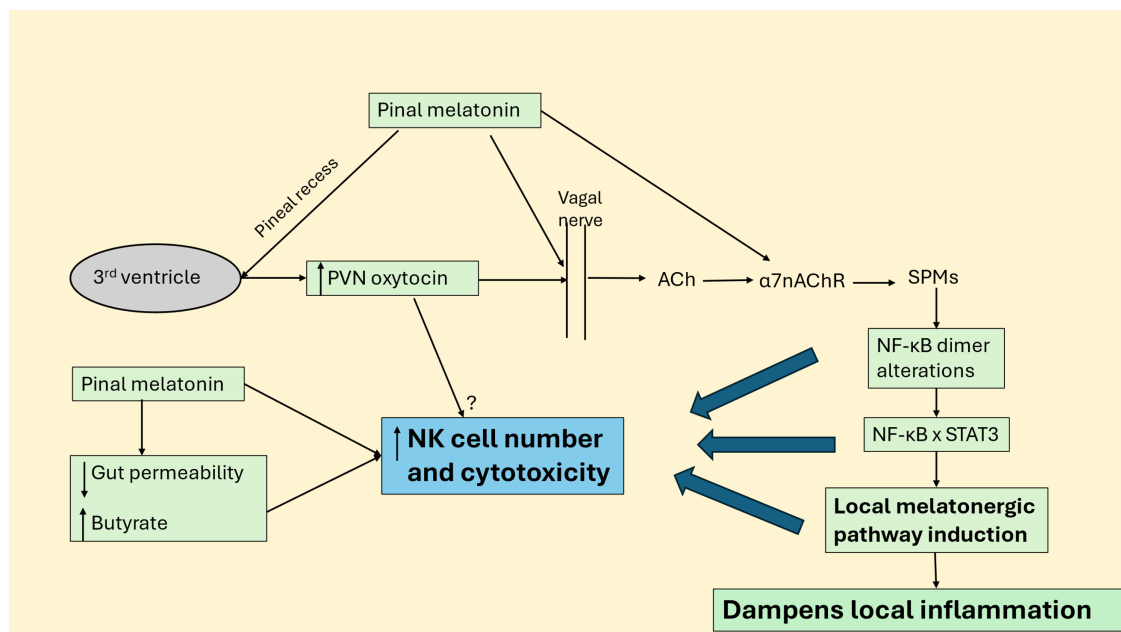 Pinal melatonin
Pineal recess
Vagal
nerve
3rd ventricle
PVN oxytocin
ACh
α7nAChR
SPMs
NF-κB dimer
alterations
Pinal melatonin
?
NK cell number
and cytotoxicity
NF-κB x STAT3
Gut permeability
Butyrate
Local melatonergic
pathway induction
Dampens local inflammation